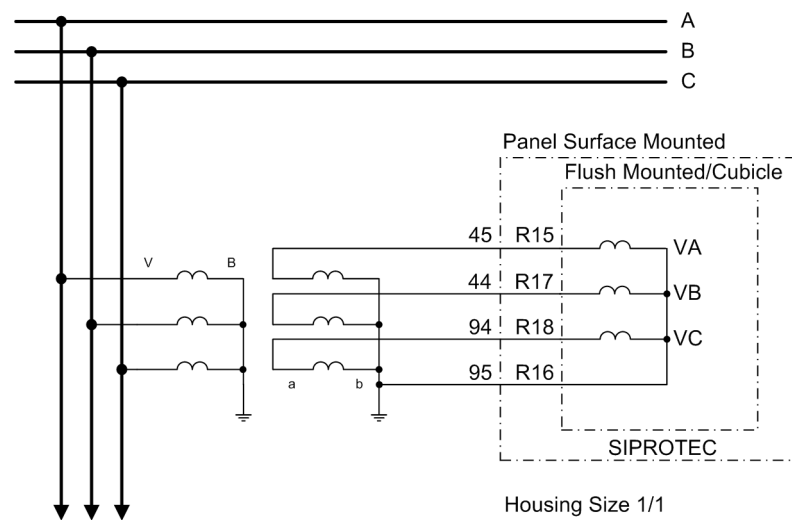 A
B
C
Panel Surface Mounted
Flush Mounted/Cubicle
45 R15 VA
V B
44 R17 VB
94 R18 VC
95 R16
a b
SIPROTEC
Housing Size 1/1